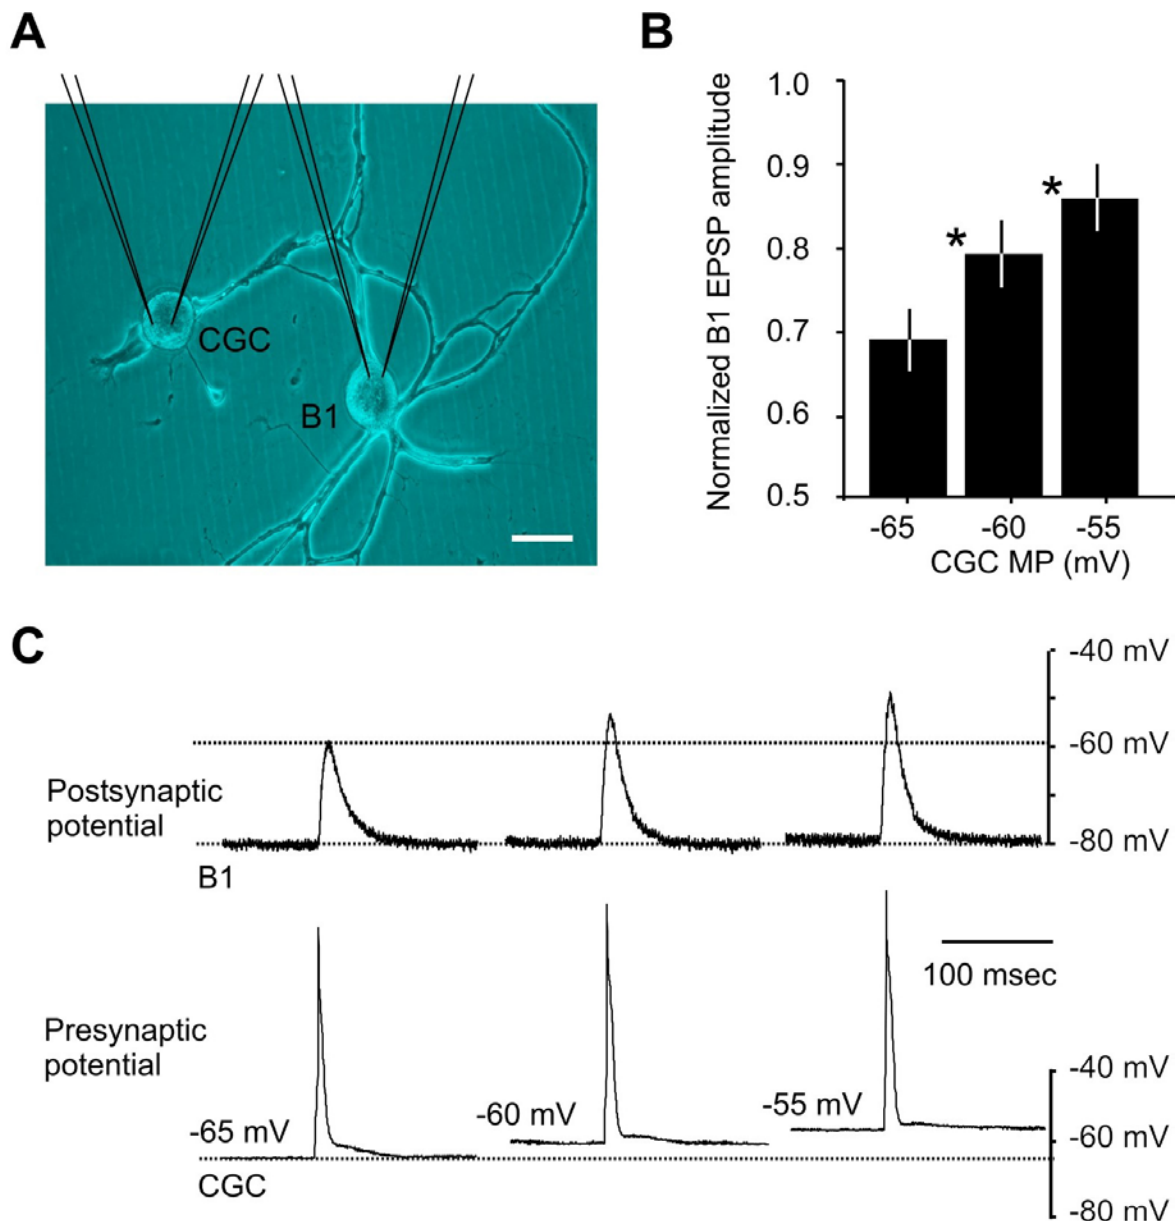 A
CGC
B1
B
Normalized B1 EPSP amplitude
1.0
0.9
0.8
0.7
0.6
0.5
*
*
-65
-60
-55
CGC MP (mV)
C
Postsynaptic
potential
B1
-40 mV
-60 mV
-80 mV
Presynaptic
potential
-65 mV
-60 mV
-55 mV
CGC
100 msec
-40 mV
-60 mV
-80 mV